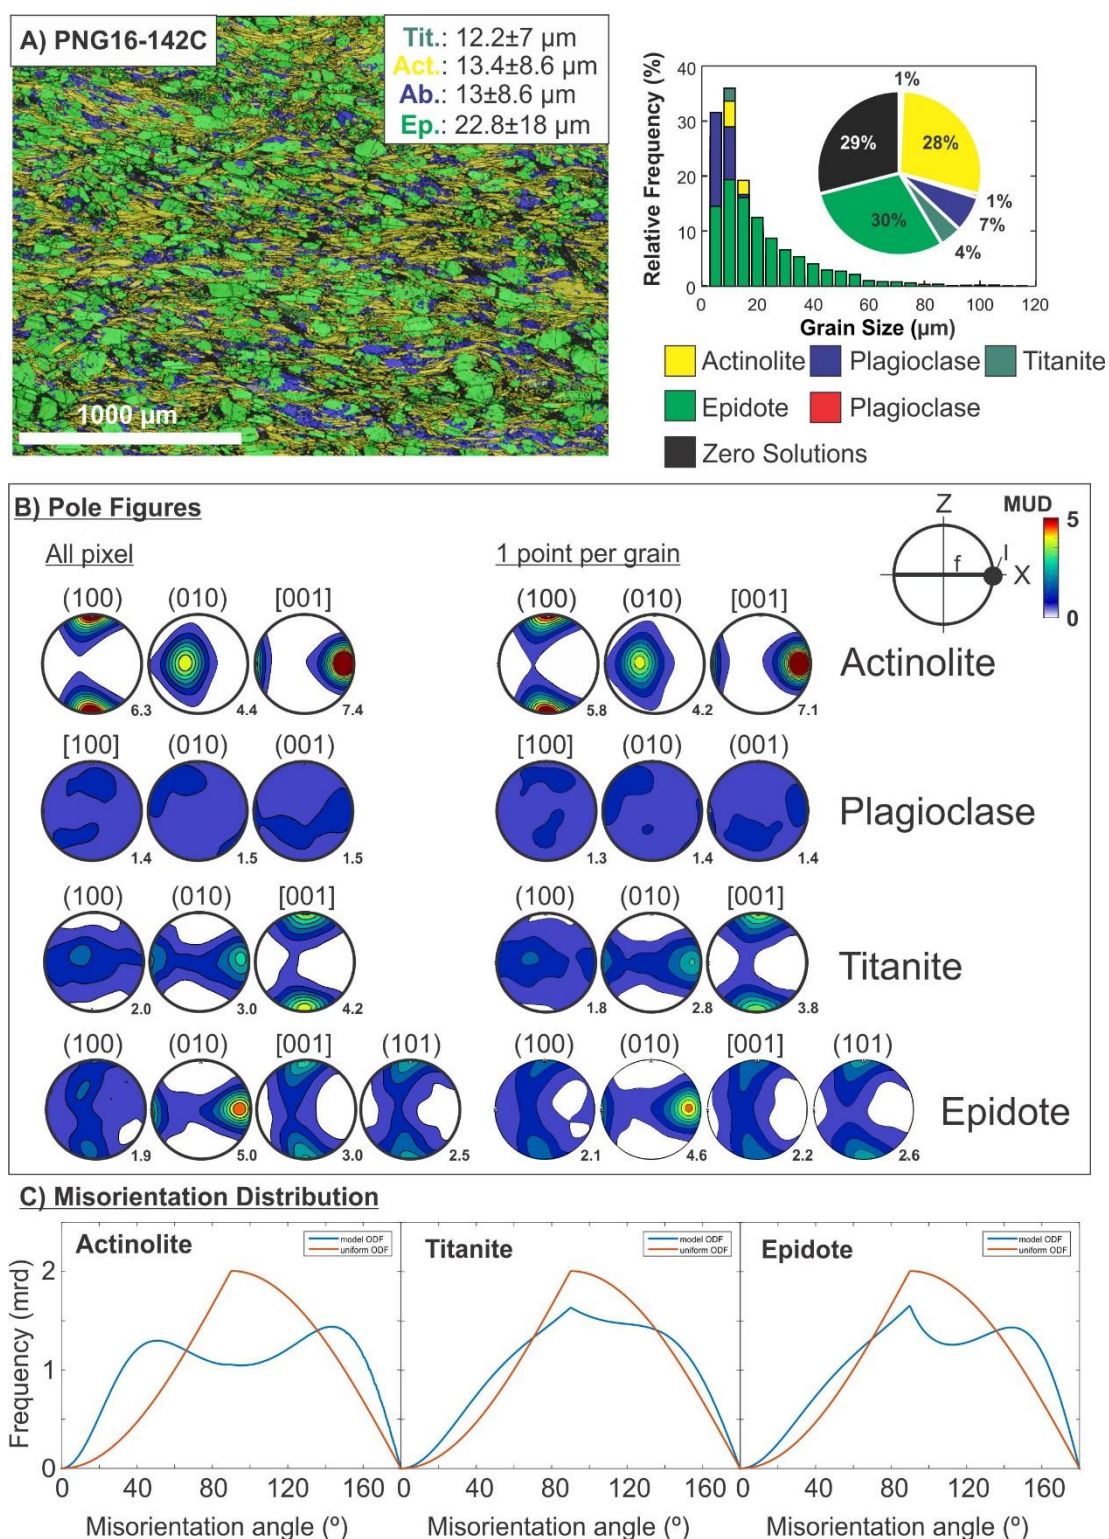 A) PNG16-142C
Tit.: 12.2±7 µm
Act.: 13.4±8.6 µm
Ab.: 13±8.6 µm
Ep.: 22.8±18 µm
1000 µm
Relative Frequency (%)
40
30
20
10
0
0 20 40 60 80 100 120
Grain Size (µm)
1%
28%
1%
7%
4%
30%
29%
Actinolite Plagioclase Titanite
Epidote Plagioclase
Zero Solutions
B) Pole Figures
Z
f
l
X
MUD
5
0
All pixel 1 point per grain
(100) (010) [001] (100) (010) [001]
Actinolite
6.3 4.4 7.4 5.8 4.2 7.1
[100] (010) (001) [100] (010) (001)
Plagioclase
1.4 1.5 1.5 1.3 1.4 1.4
(100) (010) [001] (100) (010) [001]
Titanite
2.0 3.0 4.2 1.8 2.8 3.8
(100) (010) [001] (101) (100) (010) [001] (101)
Epidote
1.9 5.0 3.0 2.5 2.1 4.6 2.2 2.6
C) Misorientation Distribution
Frequency (mrd)
2
1
0
Actinolite
model ODF
uniform ODF
Titanite
model ODF
uniform ODF
Epidote
model ODF
uniform ODF
0 40 80 120 160 0 40 80 120 160 0 40 80 120 160
Misorientation angle (º) Misorientation angle (º) Misorientation angle (º)